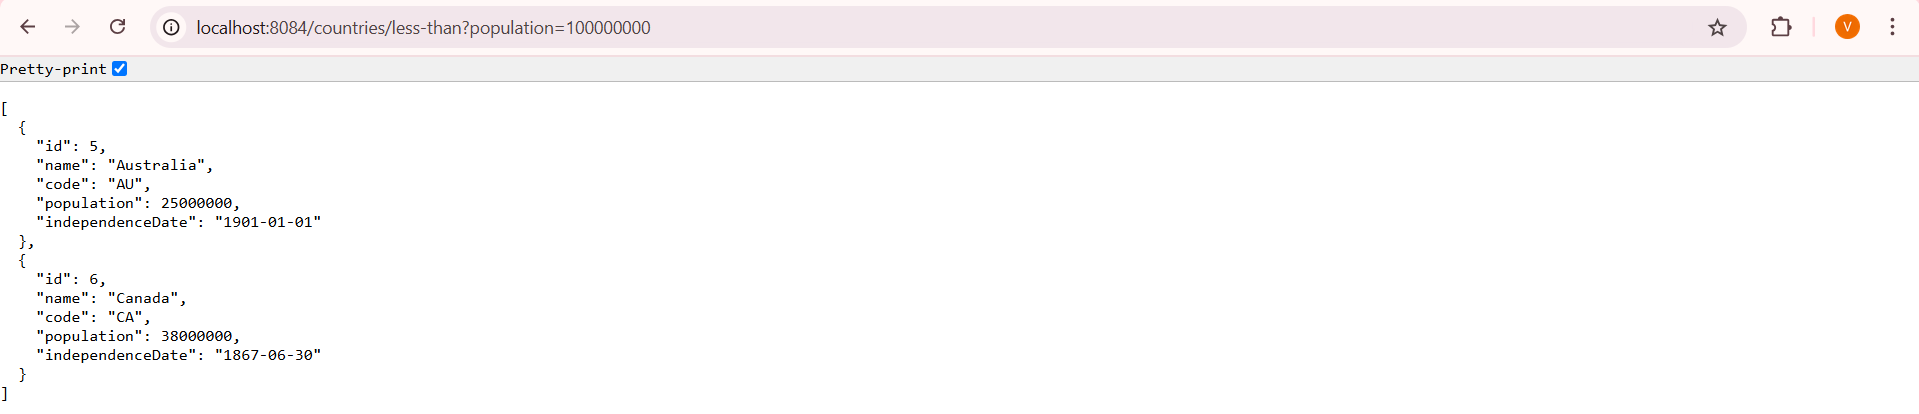 localhost:8084/countries/less-than?population=100000000
V
Pretty-print
[
  {
    "id": 5,
    "name": "Australia",
    "code": "AU",
    "population": 25000000,
    "independenceDate": "1901-01-01"
  },
  {
    "id": 6,
    "name": "Canada",
    "code": "CA",
    "population": 38000000,
    "independenceDate": "1867-06-30"
  }
]